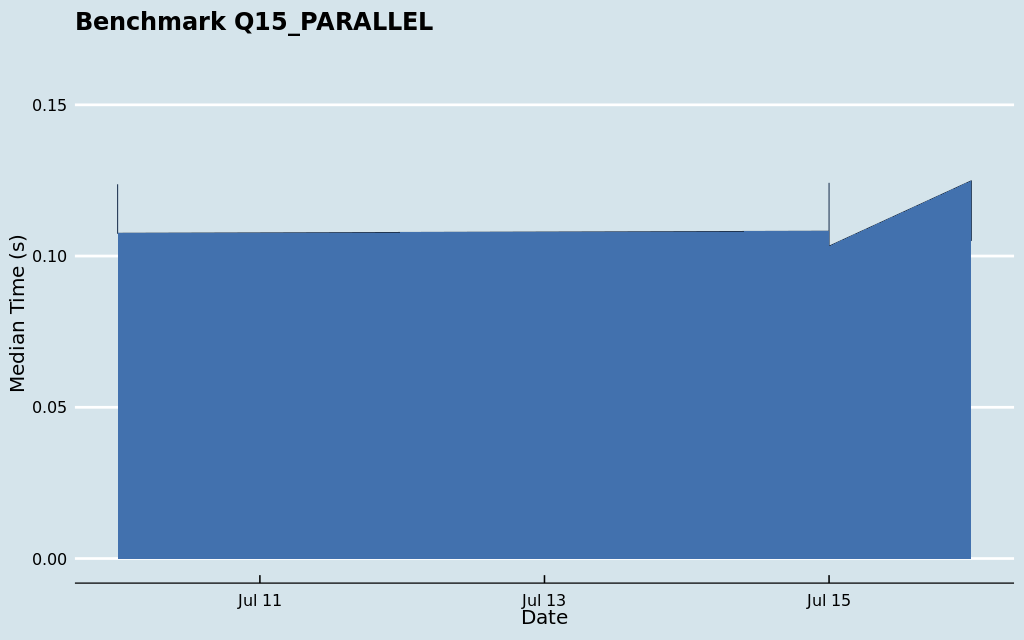 Benchmark Q15_PARALLEL
Median Time (s)
0.15
0.10
0.05
0.00
Jul 11
Jul 13
Jul 15
Date